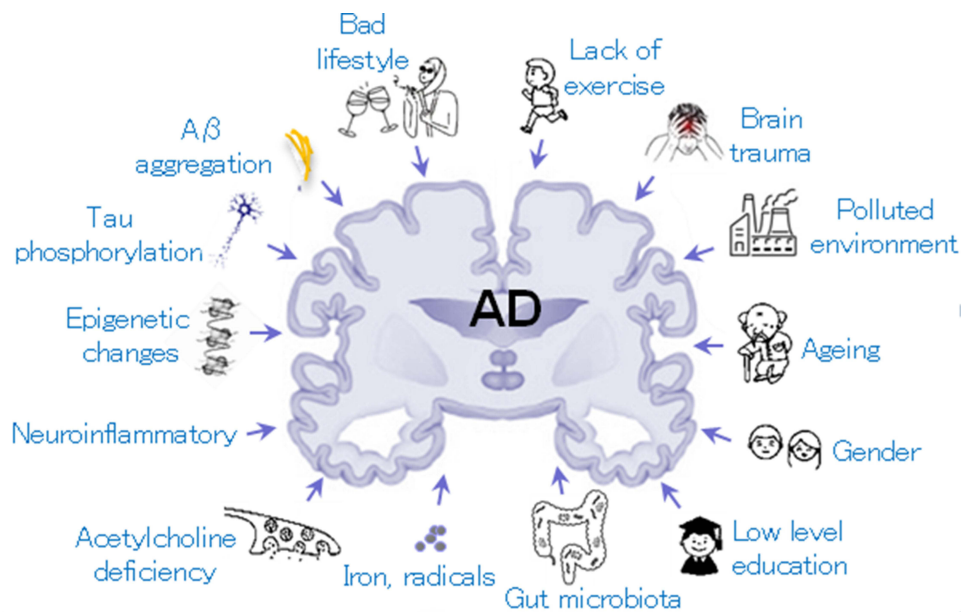 Bad
lifestyle
Lack of
exercise
Aβ
aggregation
Brain
trauma
Tau
phosphorylation
Polluted
environment
AD
Epigenetic
changes
Ageing
Neuroinflammatory
Gender
Acetylcholine
deficiency
Iron, radicals
Gut microbiota
Low level
education